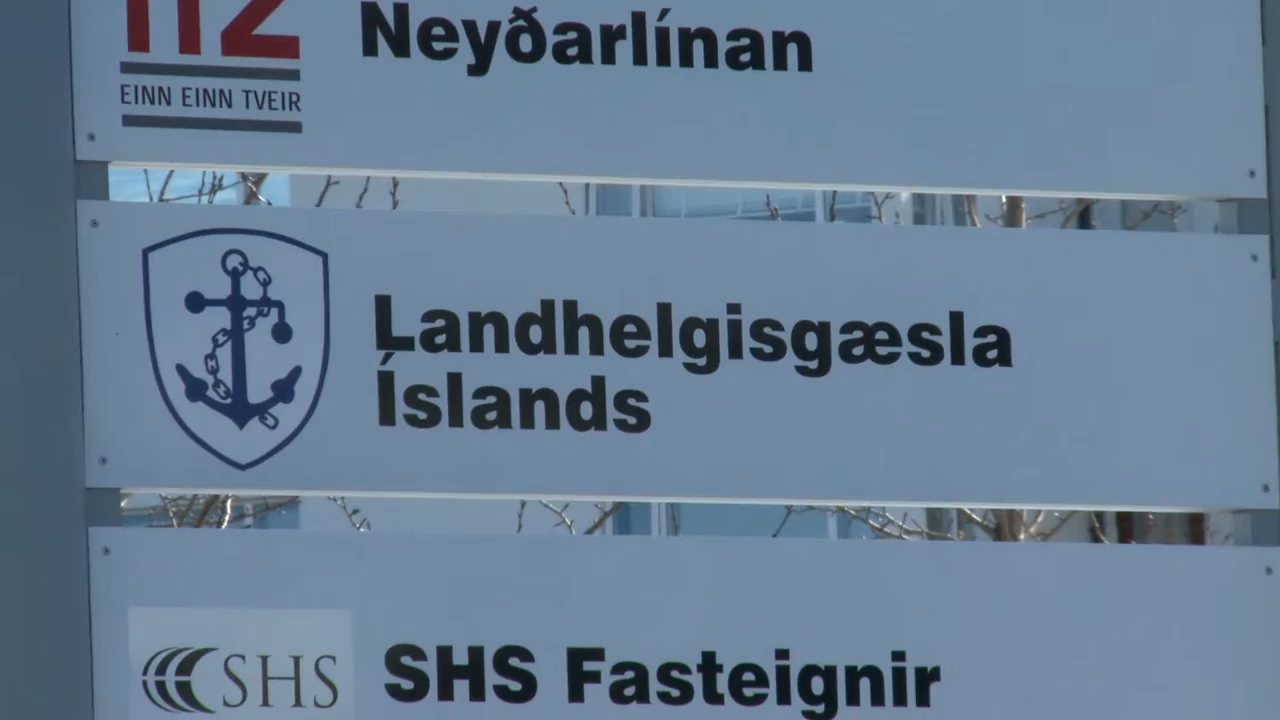 112
Neyðarlínan
EINN EINN TVEIR
Landhelgisgæsla
Íslands
SHS
SHS Fasteignir